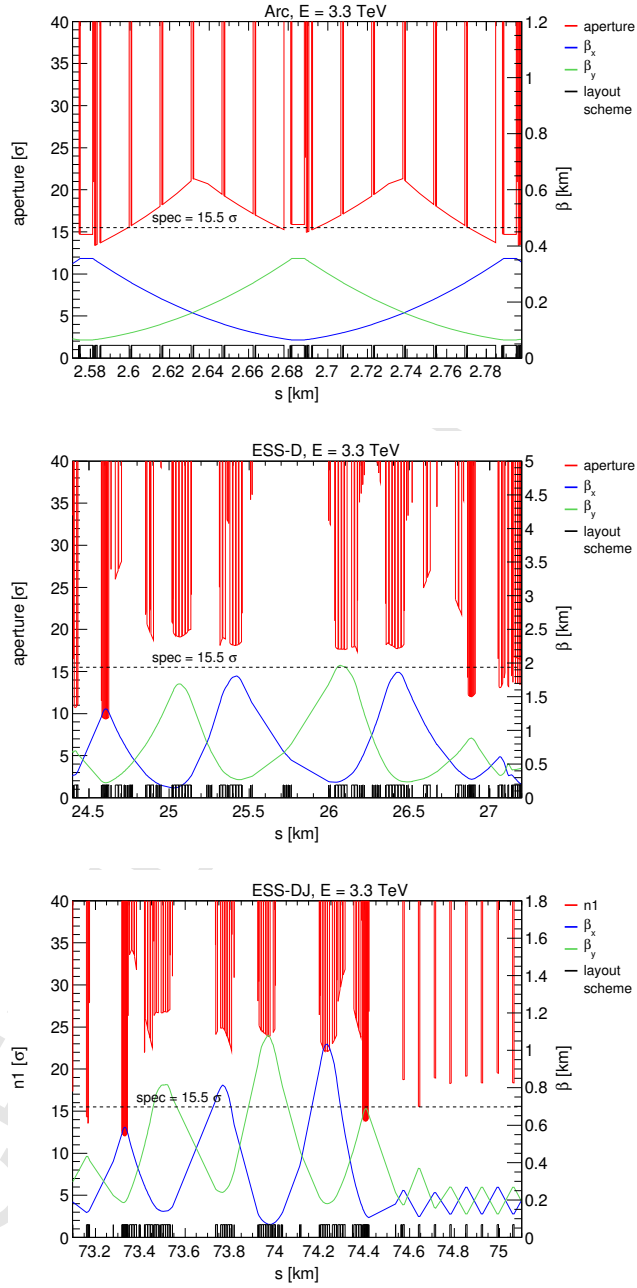 Arc, E = 3.3 TeV
40
35
30
25
20
15
10
5
0
aperture [σ]
spec = 15.5 σ
1.2
1
0.8
0.6
0.4
0.2
0
β [km]
aperture
βx
βy
layout
scheme
2.58 2.6 2.62 2.64 2.66 2.68 2.7 2.72 2.74 2.76 2.78
s [km]
ESS-D, E = 3.3 TeV
40
35
30
25
20
15
10
5
0
aperture [σ]
spec = 15.5 σ
5
4.5
4
3.5
3
2.5
2
1.5
1
0.5
0
β [km]
aperture
βx
βy
layout
scheme
24.5 25 25.5 26 26.5 27
s [km]
ESS-DJ, E = 3.3 TeV
40
35
30
25
20
15
10
5
0
n1 [σ]
spec = 15.5 σ
1.8
1.6
1.4
1.2
1
0.8
0.6
0.4
0.2
0
β [km]
n1
βx
βy
layout
scheme
73.2 73.4 73.6 73.8 74 74.2 74.4 74.6 74.8 75
s [km]